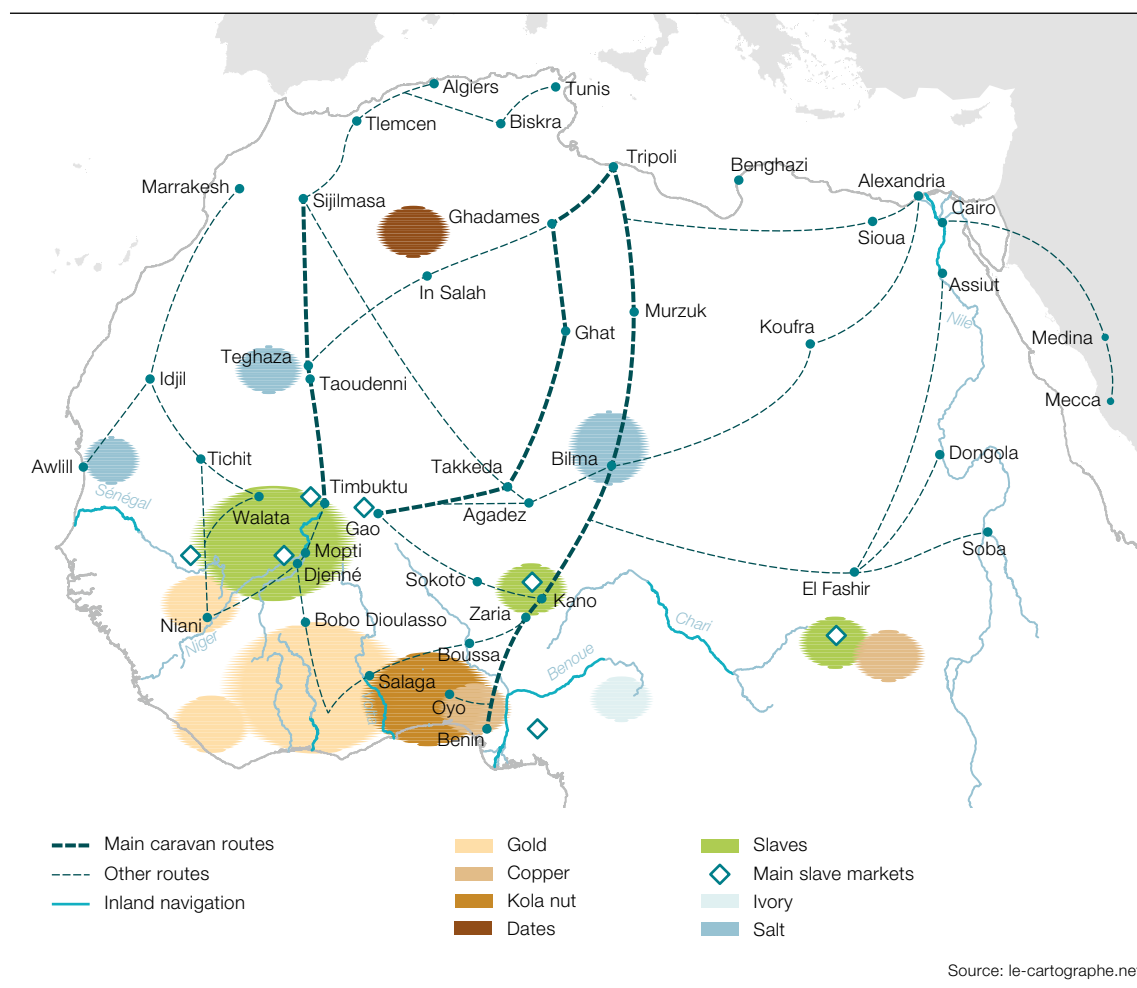 Algiers
Tunis
Tlemcen
Biskra
Tripoli
Benghazi
Marrakesh
Sijilmasa
Alexandria
Cairo
Ghadames
Sioua
In Salah
Assiut
Murzuk
Nile
Koufra
Ghat
Medina
Teghaza
Idjil
Taoudenni
Mecca
Awlill
Tichit
Takkeda
Bilma
Dongola
Sénégal
Timbuktu
Walata
Gao
Agadez
Mopti
Soba
Djenné
Sokoto
El Fashir
Kano
Niani
Bobo Dioulasso
Zaria
Chari
Niger
Boussa
Benoue
Salaga
Oyo
Benin
Main caravan routes
Other routes
Inland navigation
Gold
Copper
Kola nut
Dates
Slaves
Main slave markets
Ivory
Salt
Source: le-cartographe.net